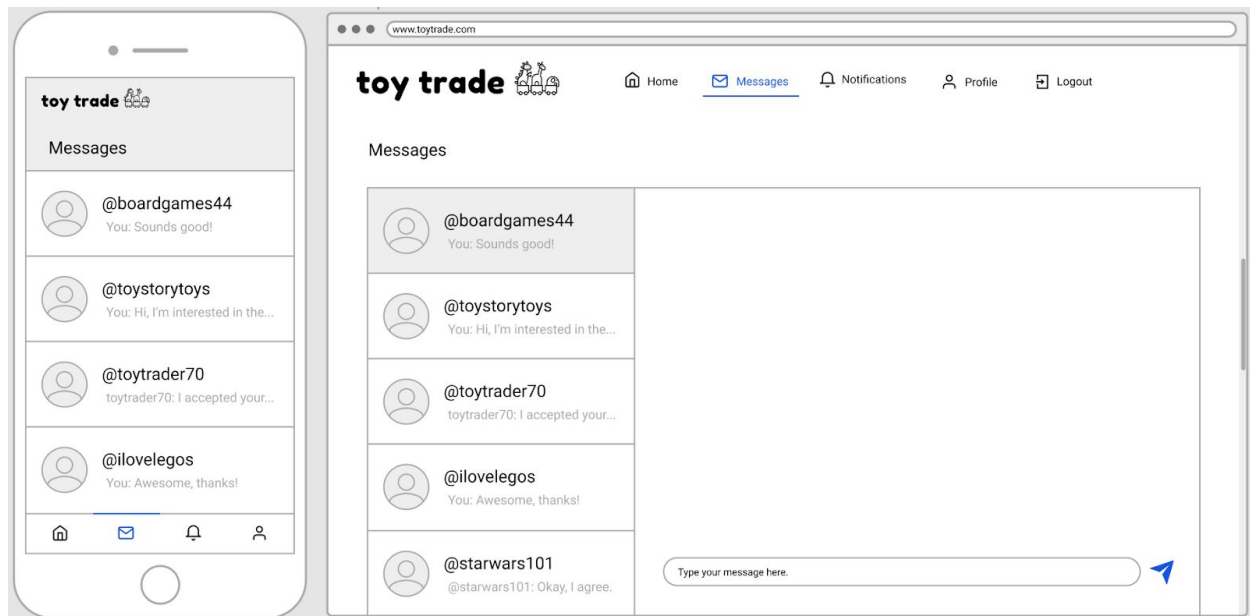 toy trade
Messages
@boardgames44
You: Sounds good!
@toystorytoys
You: Hi, I'm interested in the...
@toytrader70
toytrader70: I accepted your...
@ilovelegos
You: Awesome, thanks!
www.toytrade.com
toy trade
Home
Messages
Notifications
Profile
Logout
Messages
@boardgames44
You: Sounds good!
@toystorytoys
You: Hi, I'm interested in the...
@toytrader70
toytrader70: I accepted your...
@ilovelegos
You: Awesome, thanks!
@starwars101
@starwars101: Okay, I agree.
Type your message here.